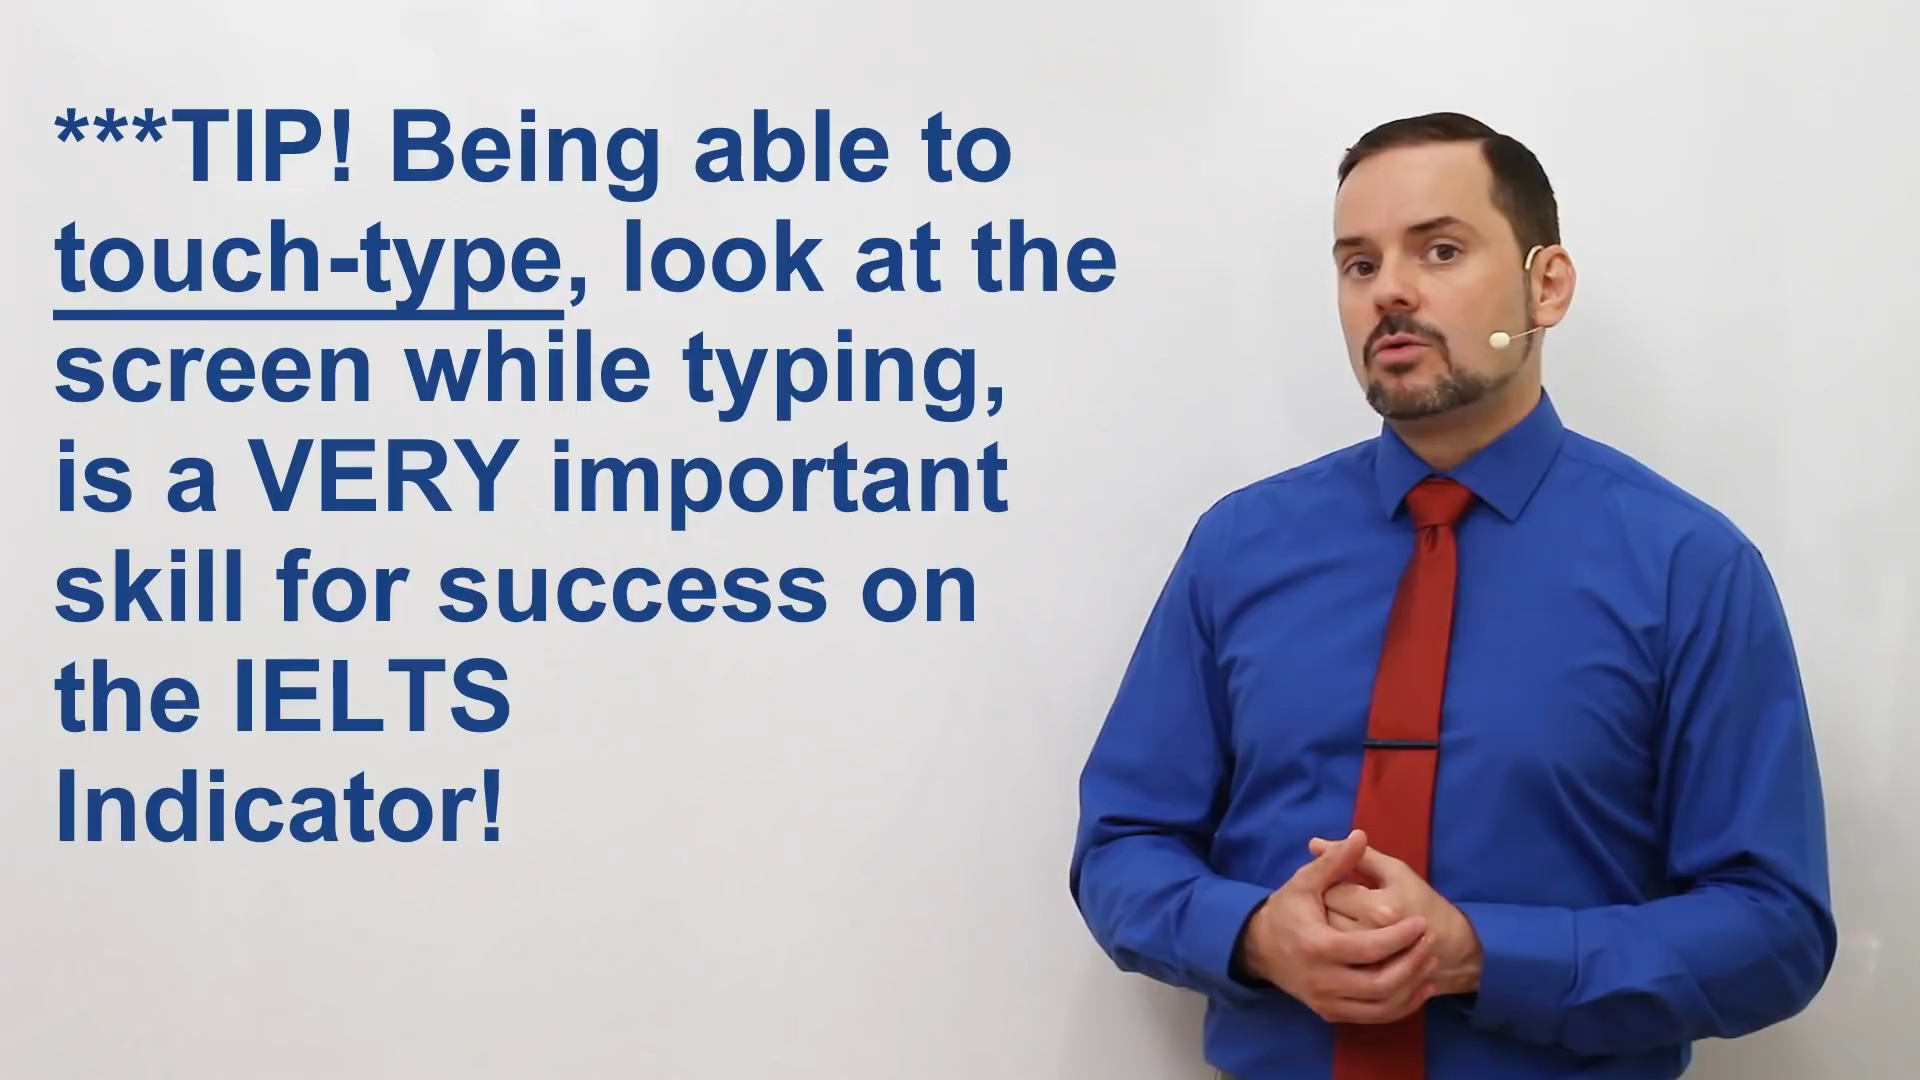 ***TIP! Being able to
touch-type, look at the
screen while typing,
is a VERY important
skill for success on
the IELTS
Indicator!